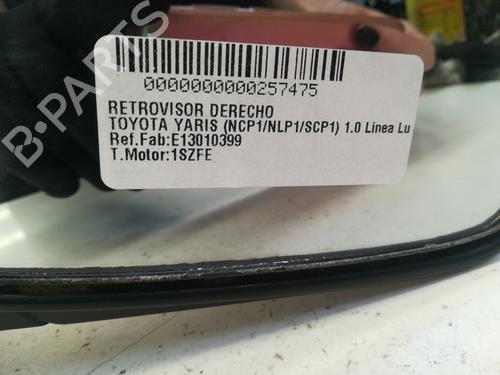 0000000000257475
RETROVISOR DERECHO
TOYOTA YARIS (NCP1/NLP1/SCP1) 1.0 Linea Lu
Ref.Fab:E13010399
T.Motor:1SZFE
B-PARTS